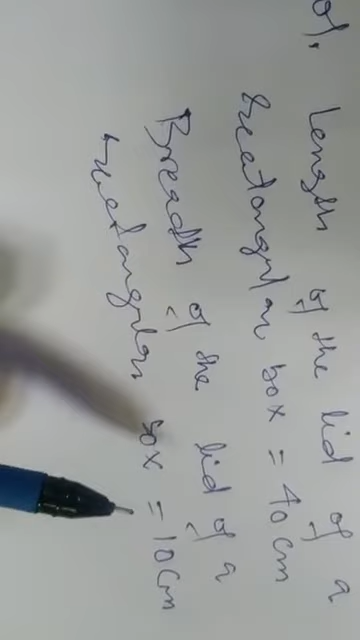 01. Length of the lid of a
rectangular box = 40 cm
Breadth of the lid of a
rectangular box = 10 cm